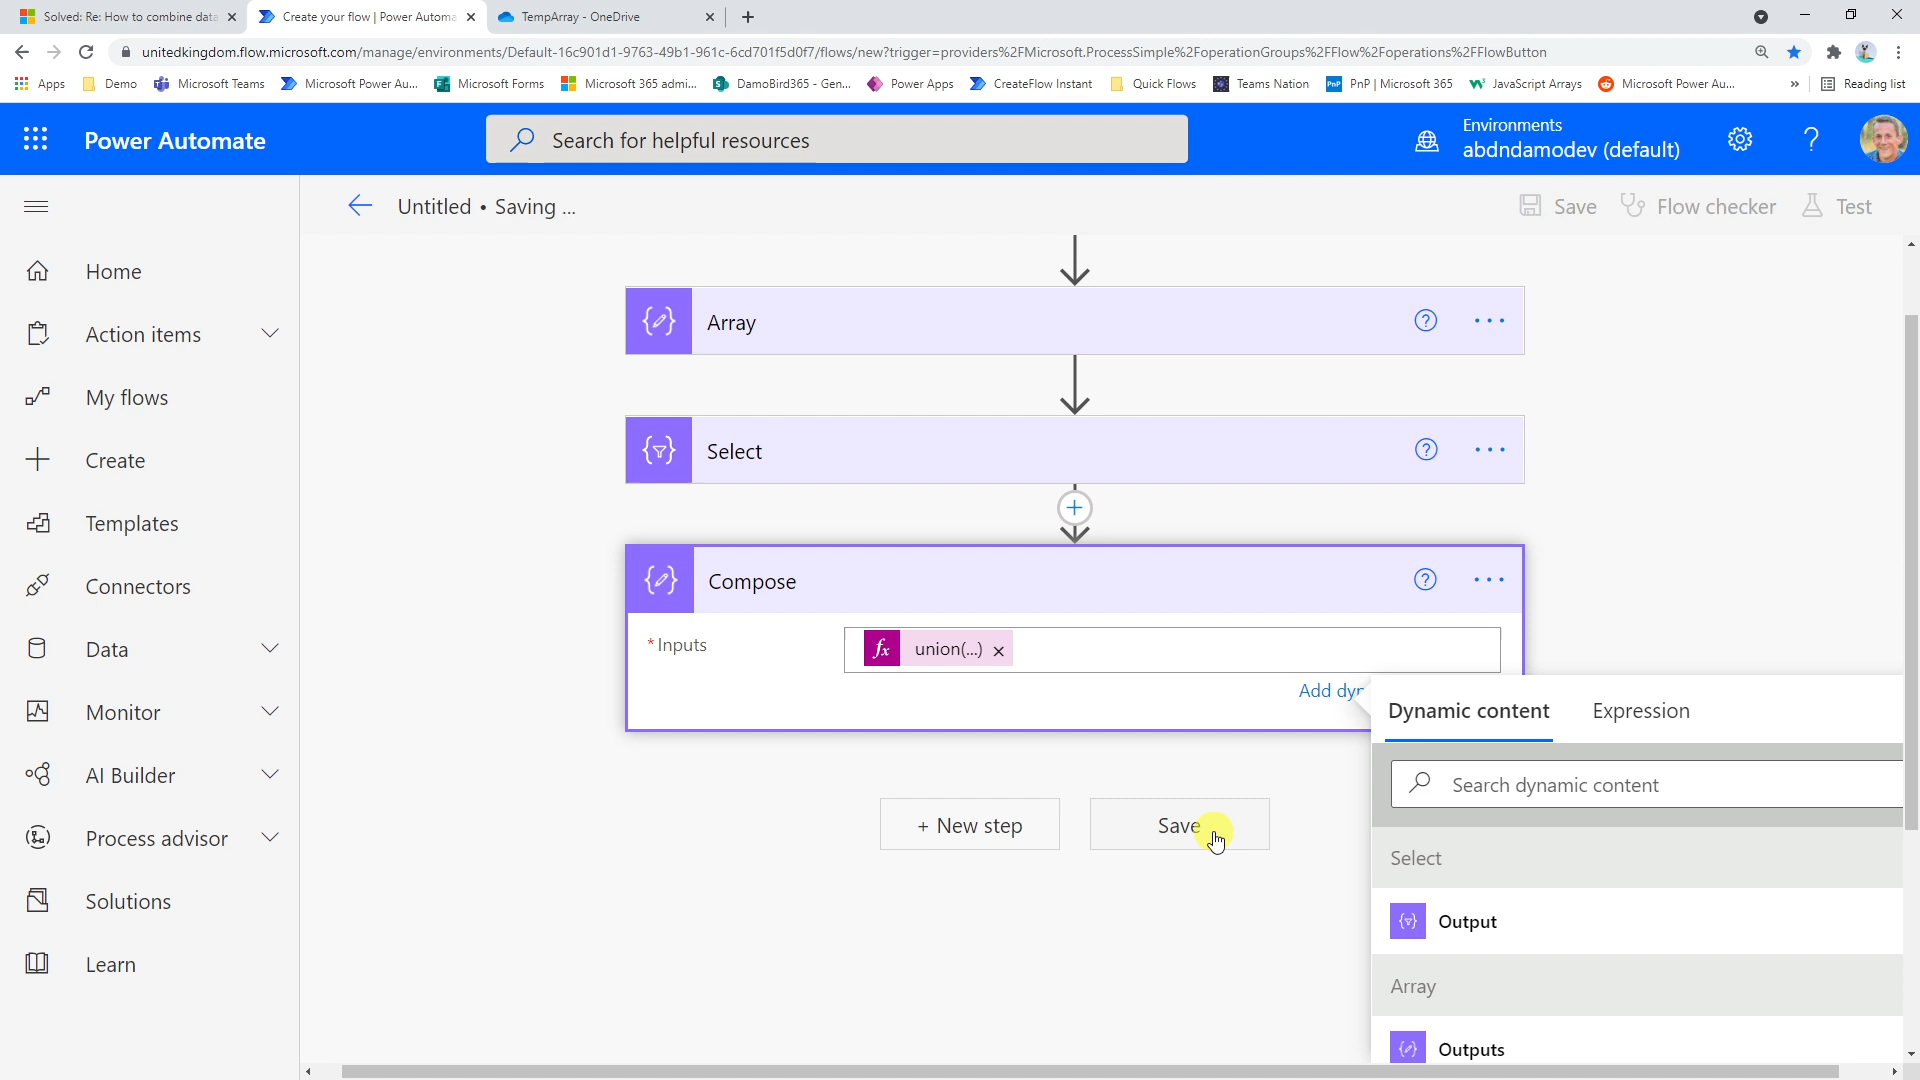 Solved: Re: How to combine data
Create your flow | Power Automa
TempArray - OneDrive
unitedkingdom.flow.microsoft.com/manage/environments/Default-16c901d1-9763-49b1-961c-6cd701f5d0f7/flows/new?trigger=providers%2FMicrosoft.ProcessSimple%2FoperationGroups%2FFlow%2Foperations%2FFlowButton
Apps
Demo
Microsoft Teams
Microsoft Power Au...
Microsoft Forms
Microsoft 365 admi...
DamoBird365 - Gen...
Power Apps
CreateFlow Instant
Quick Flows
Teams Nation
PnP | Microsoft 365
JavaScript Arrays
Microsoft Power Au...
»
Reading list
Power Automate
Search for helpful resources
Environments
abdndamodev (default)
Untitled • Saving ...
Save
Flow checker
Test
Home
Action items
My flows
Create
Templates
Connectors
Data
Monitor
AI Builder
Process advisor
Solutions
Learn
Array
Select
Compose
* Inputs
fx union(...) ×
Add dyr
+ New step
Save
Dynamic content
Expression
Search dynamic content
Select
Output
Array
Outputs